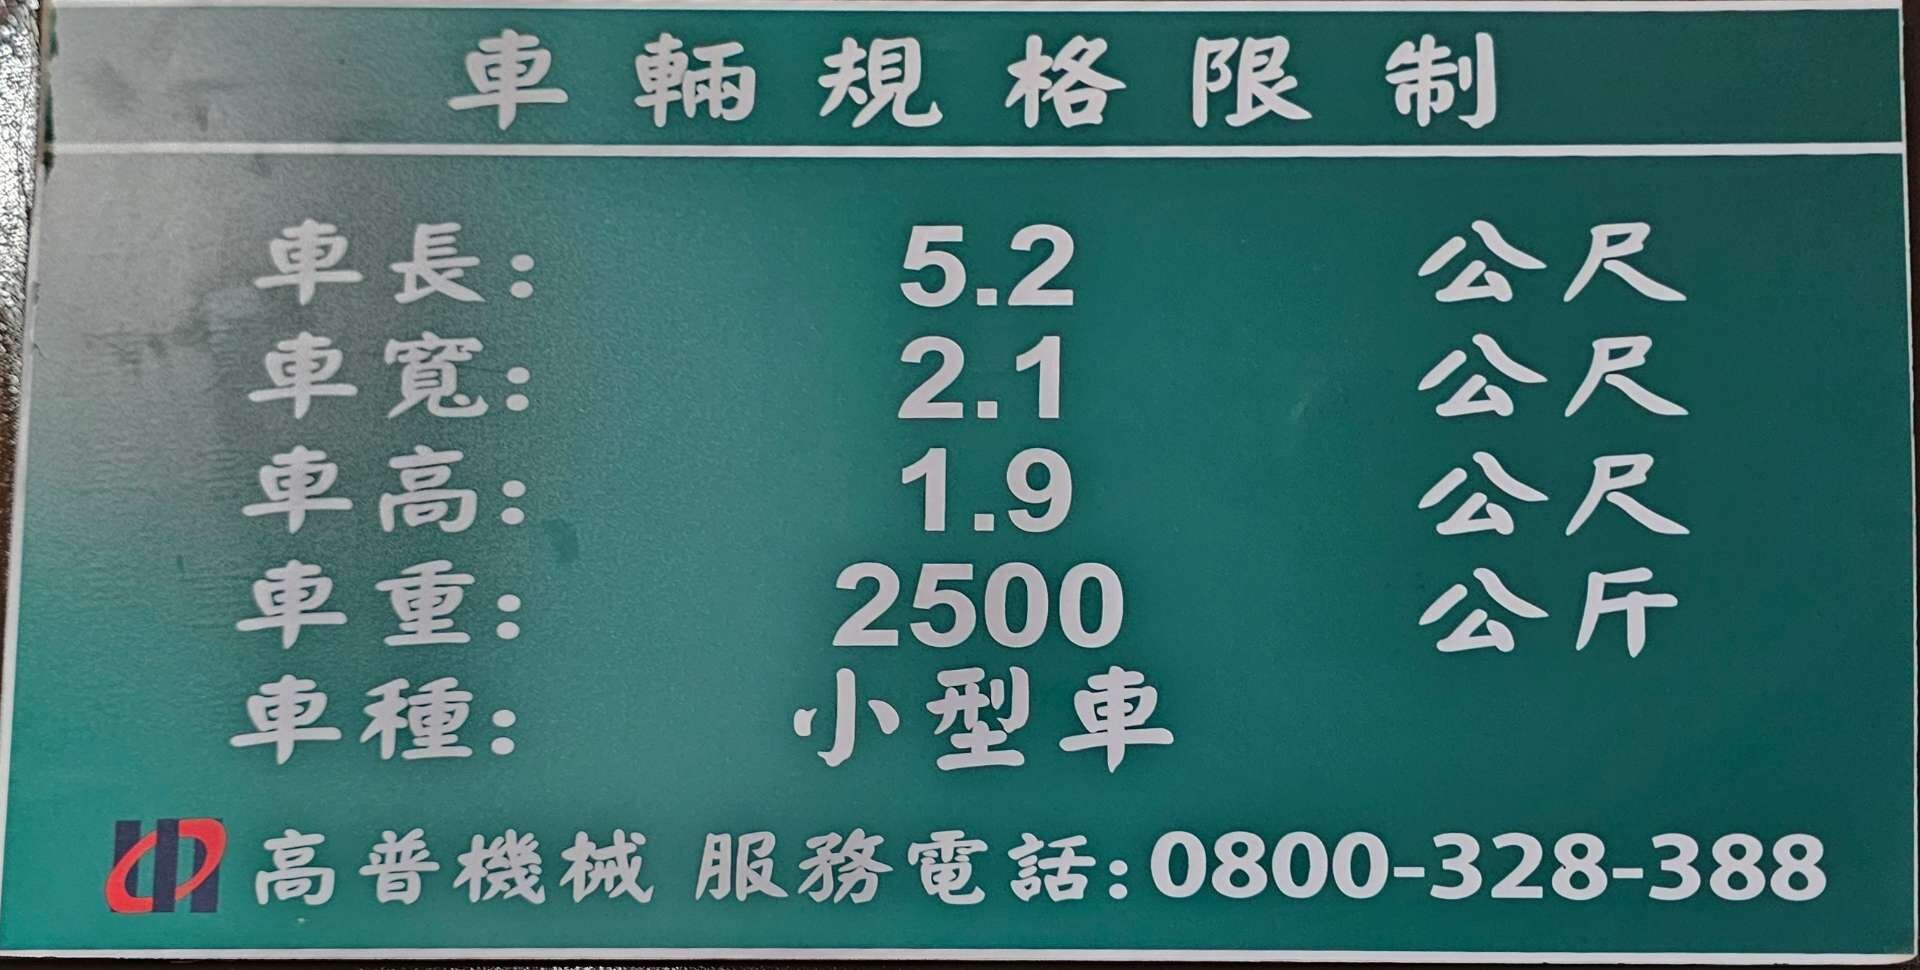 車輛規格限制
車長: 5.2 公尺
車寬: 2.1 公尺
車高: 1.9 公尺
車重: 2500 公斤
車種: 小型車
高普機械 服務電話:0800-328-388